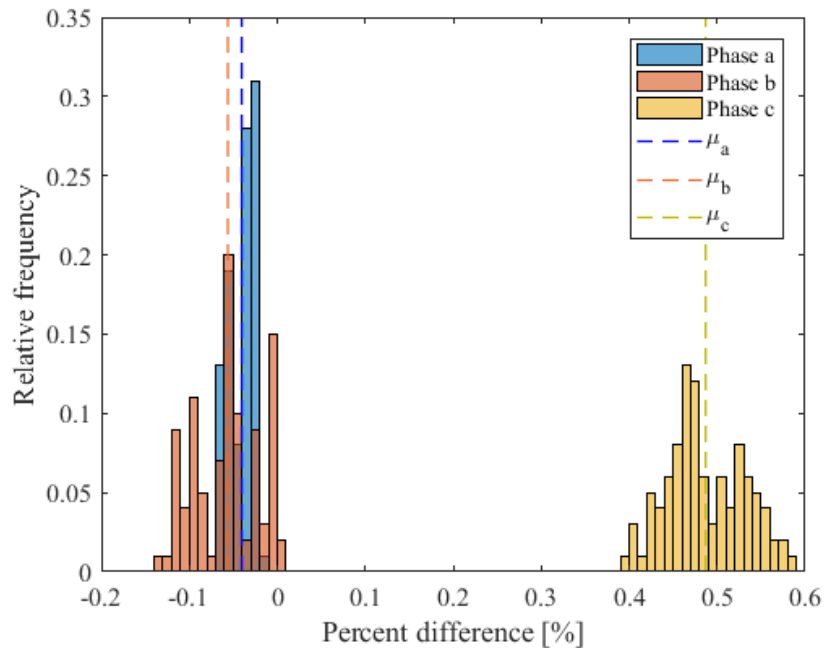 0.35
0.3
0.25
0.2
0.15
0.1
0.05
0
Relative frequency
-0.2
-0.1
0
0.1
0.2
0.3
0.4
0.5
0.6
Percent difference [%]
Phase a
Phase b
Phase c
μa
μb
μc